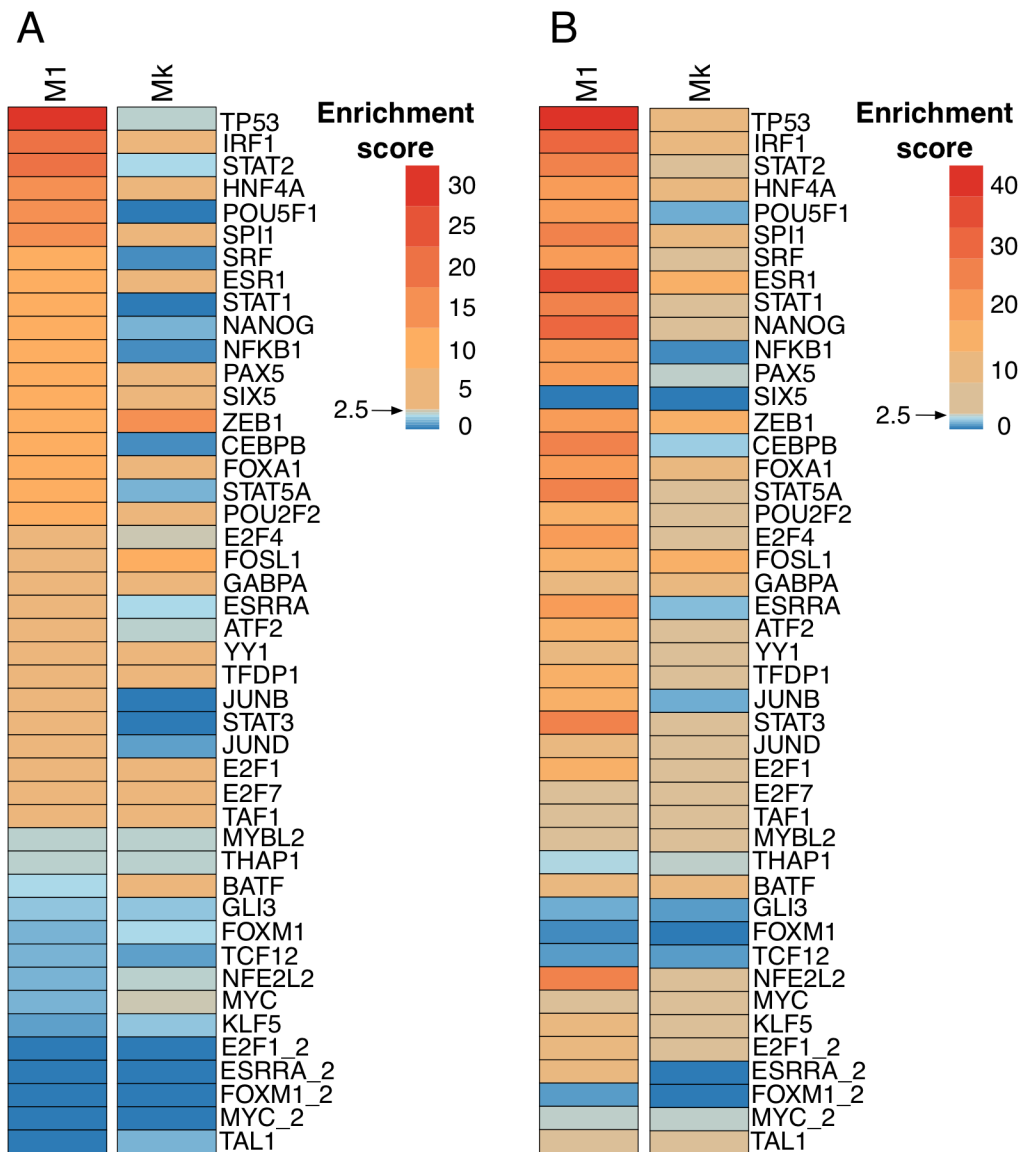 A
M1
Mk
TP53
IRF1
STAT2
HNF4A
POU5F1
SPI1
SRF
ESR1
STAT1
NANOG
NFKB1
PAX5
SIX5
ZEB1
CEBPB
FOXA1
STAT5A
POU2F2
E2F4
FOSL1
GABPA
ESRRA
ATF2
YY1
TFDP1
JUNB
STAT3
JUND
E2F1
E2F7
TAF1
MYBL2
THAP1
BATF
GLI3
FOXM1
TCF12
NFE2L2
MYC
KLF5
E2F1_2
ESRRA_2
FOXM1_2
MYC_2
TAL1
Enrichment
score
30
25
20
15
10
5
2.5
0
B
M1
Mk
TP53
IRF1
STAT2
HNF4A
POU5F1
SPI1
SRF
ESR1
STAT1
NANOG
NFKB1
PAX5
SIX5
ZEB1
CEBPB
FOXA1
STAT5A
POU2F2
E2F4
FOSL1
GABPA
ESRRA
ATF2
YY1
TFDP1
JUNB
STAT3
JUND
E2F1
E2F7
TAF1
MYBL2
THAP1
BATF
GLI3
FOXM1
TCF12
NFE2L2
MYC
KLF5
E2F1_2
ESRRA_2
FOXM1_2
MYC_2
TAL1
Enrichment
score
40
30
20
10
2.5
0